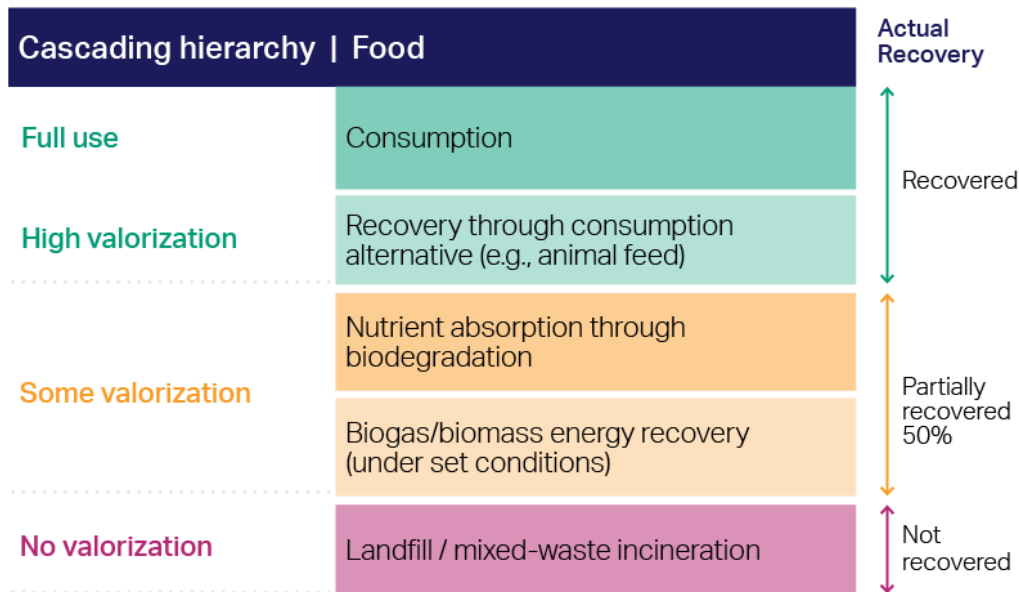 Cascading hierarchy | Food
Actual
Recovery
Full use
Consumption
Recovered
High valorization
Recovery through consumption
alternative (e.g., animal feed)
Some valorization
Nutrient absorption through
biodegradation
Biogas/biomass energy recovery
(under set conditions)
Partially
recovered
50%
No valorization
Landfill / mixed-waste incineration
Not
recovered